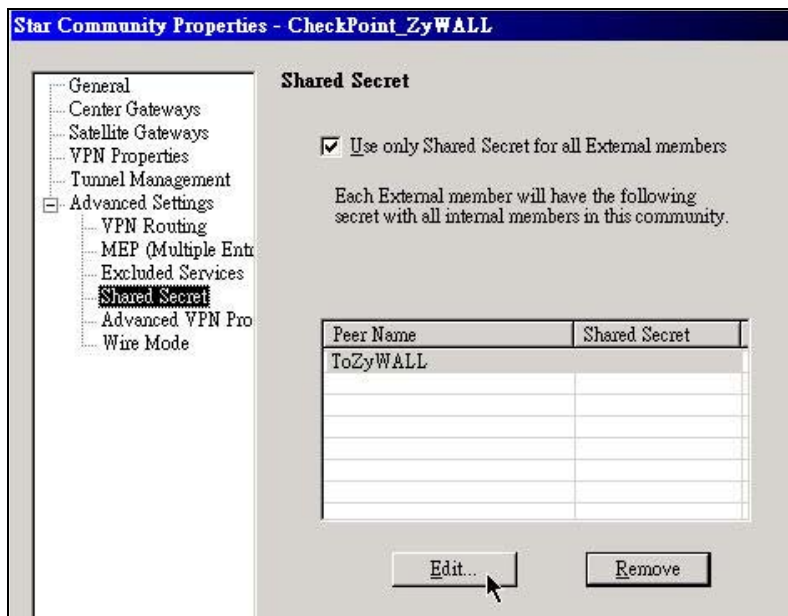 Star Community Properties - CheckPoint_ZyWALL
General
Center Gateways
Satellite Gateways
VPN Properties
Tunnel Management
Advanced Settings
VPN Routing
MEP (Multiple Entr
Excluded Services
Shared Secret
Advanced VPN Pro
Wire Mode
Shared Secret
Use only Shared Secret for all External members
Each External member will have the following
secret with all internal members in this community.
Peer Name Shared Secret
ToZyWALL
Edit... Remove